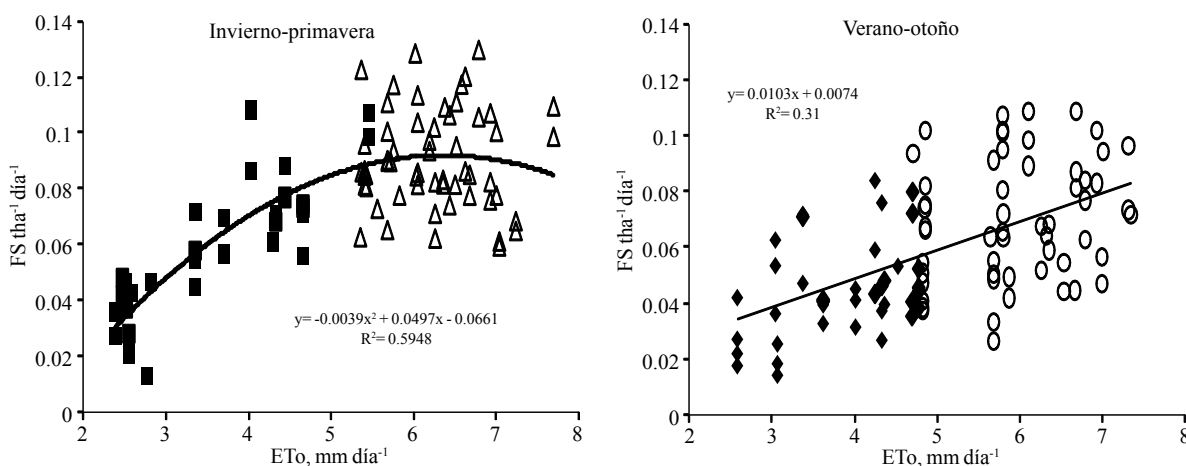 Invierno-primavera
0.14
0.12
0.1
0.08
0.06
0.04
0.02
0
FS tha⁻¹ día⁻¹
y= -0.0039x² + 0.0497x - 0.0661
R²= 0.5948
2 3 4 5 6 7 8
ETo, mm día⁻¹
Verano-otoño
0.14
0.12
0.1
0.08
0.06
0.04
0.02
0
FS tha⁻¹ día⁻¹
y= 0.0103x + 0.0074
R²= 0.31
2 3 4 5 6 7 8
ETo, mm día⁻¹